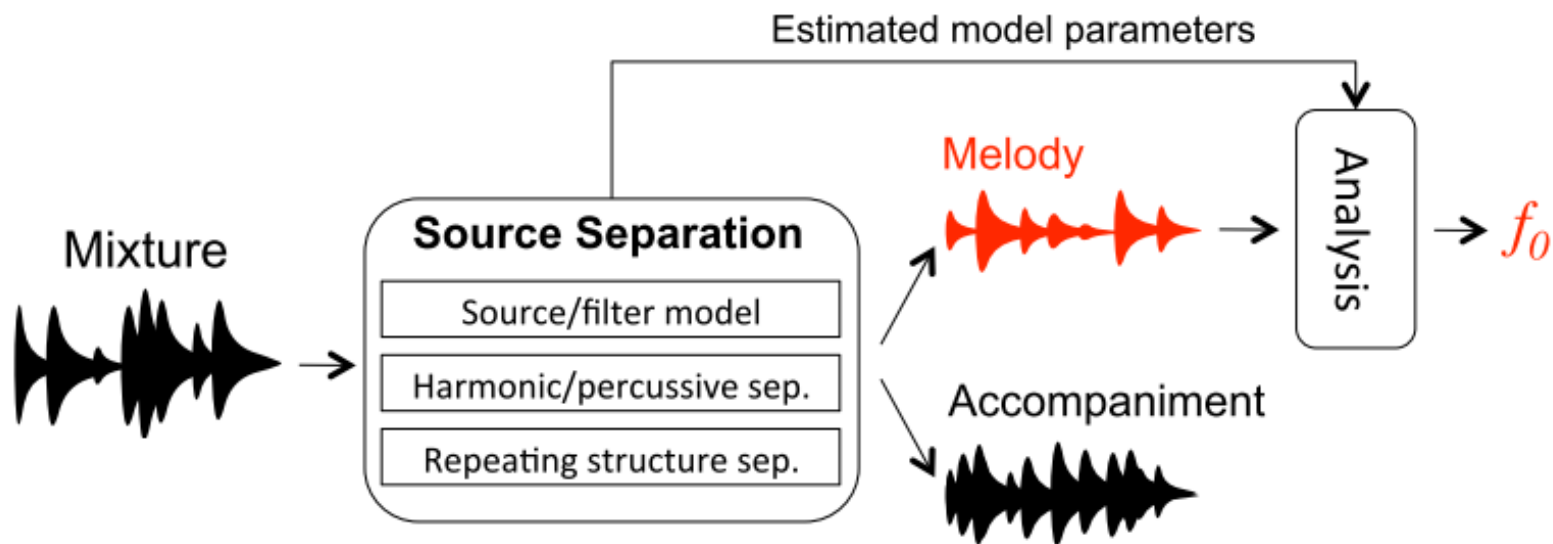 Estimated model parameters
Melody
Analysis
Mixture
Source Separation
f0
Source/filter model
Harmonic/percussive sep.
Accompaniment
Repeating structure sep.